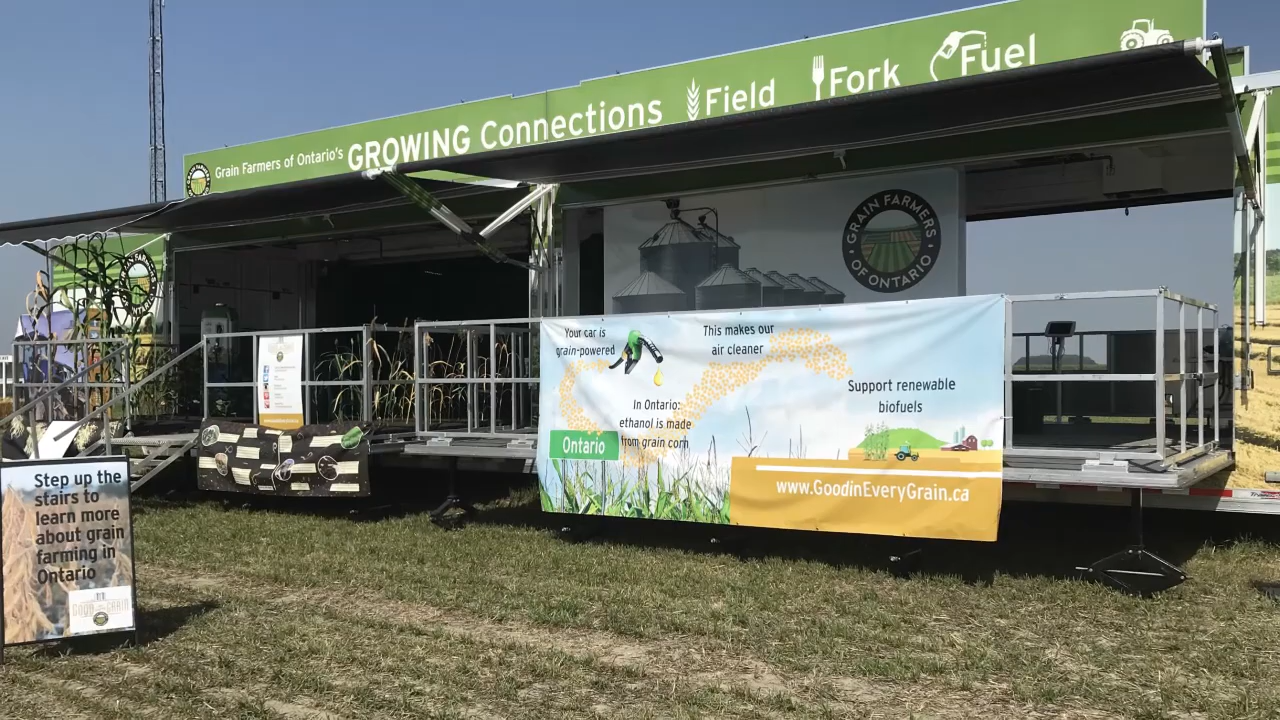 Grain Farmers of Ontario's GROWING Connections Field Fork Fuel
GRAIN FARMERS
OF ONTARIO
Your car is
grain-powered
This makes our
air cleaner
In Ontario:
ethanol is made
from grain corn
Ontario
Support renewable
biofuels
www.GoodinEveryGrain.ca
Step up the
stairs to
learn more
about grain
farming in
Ontario